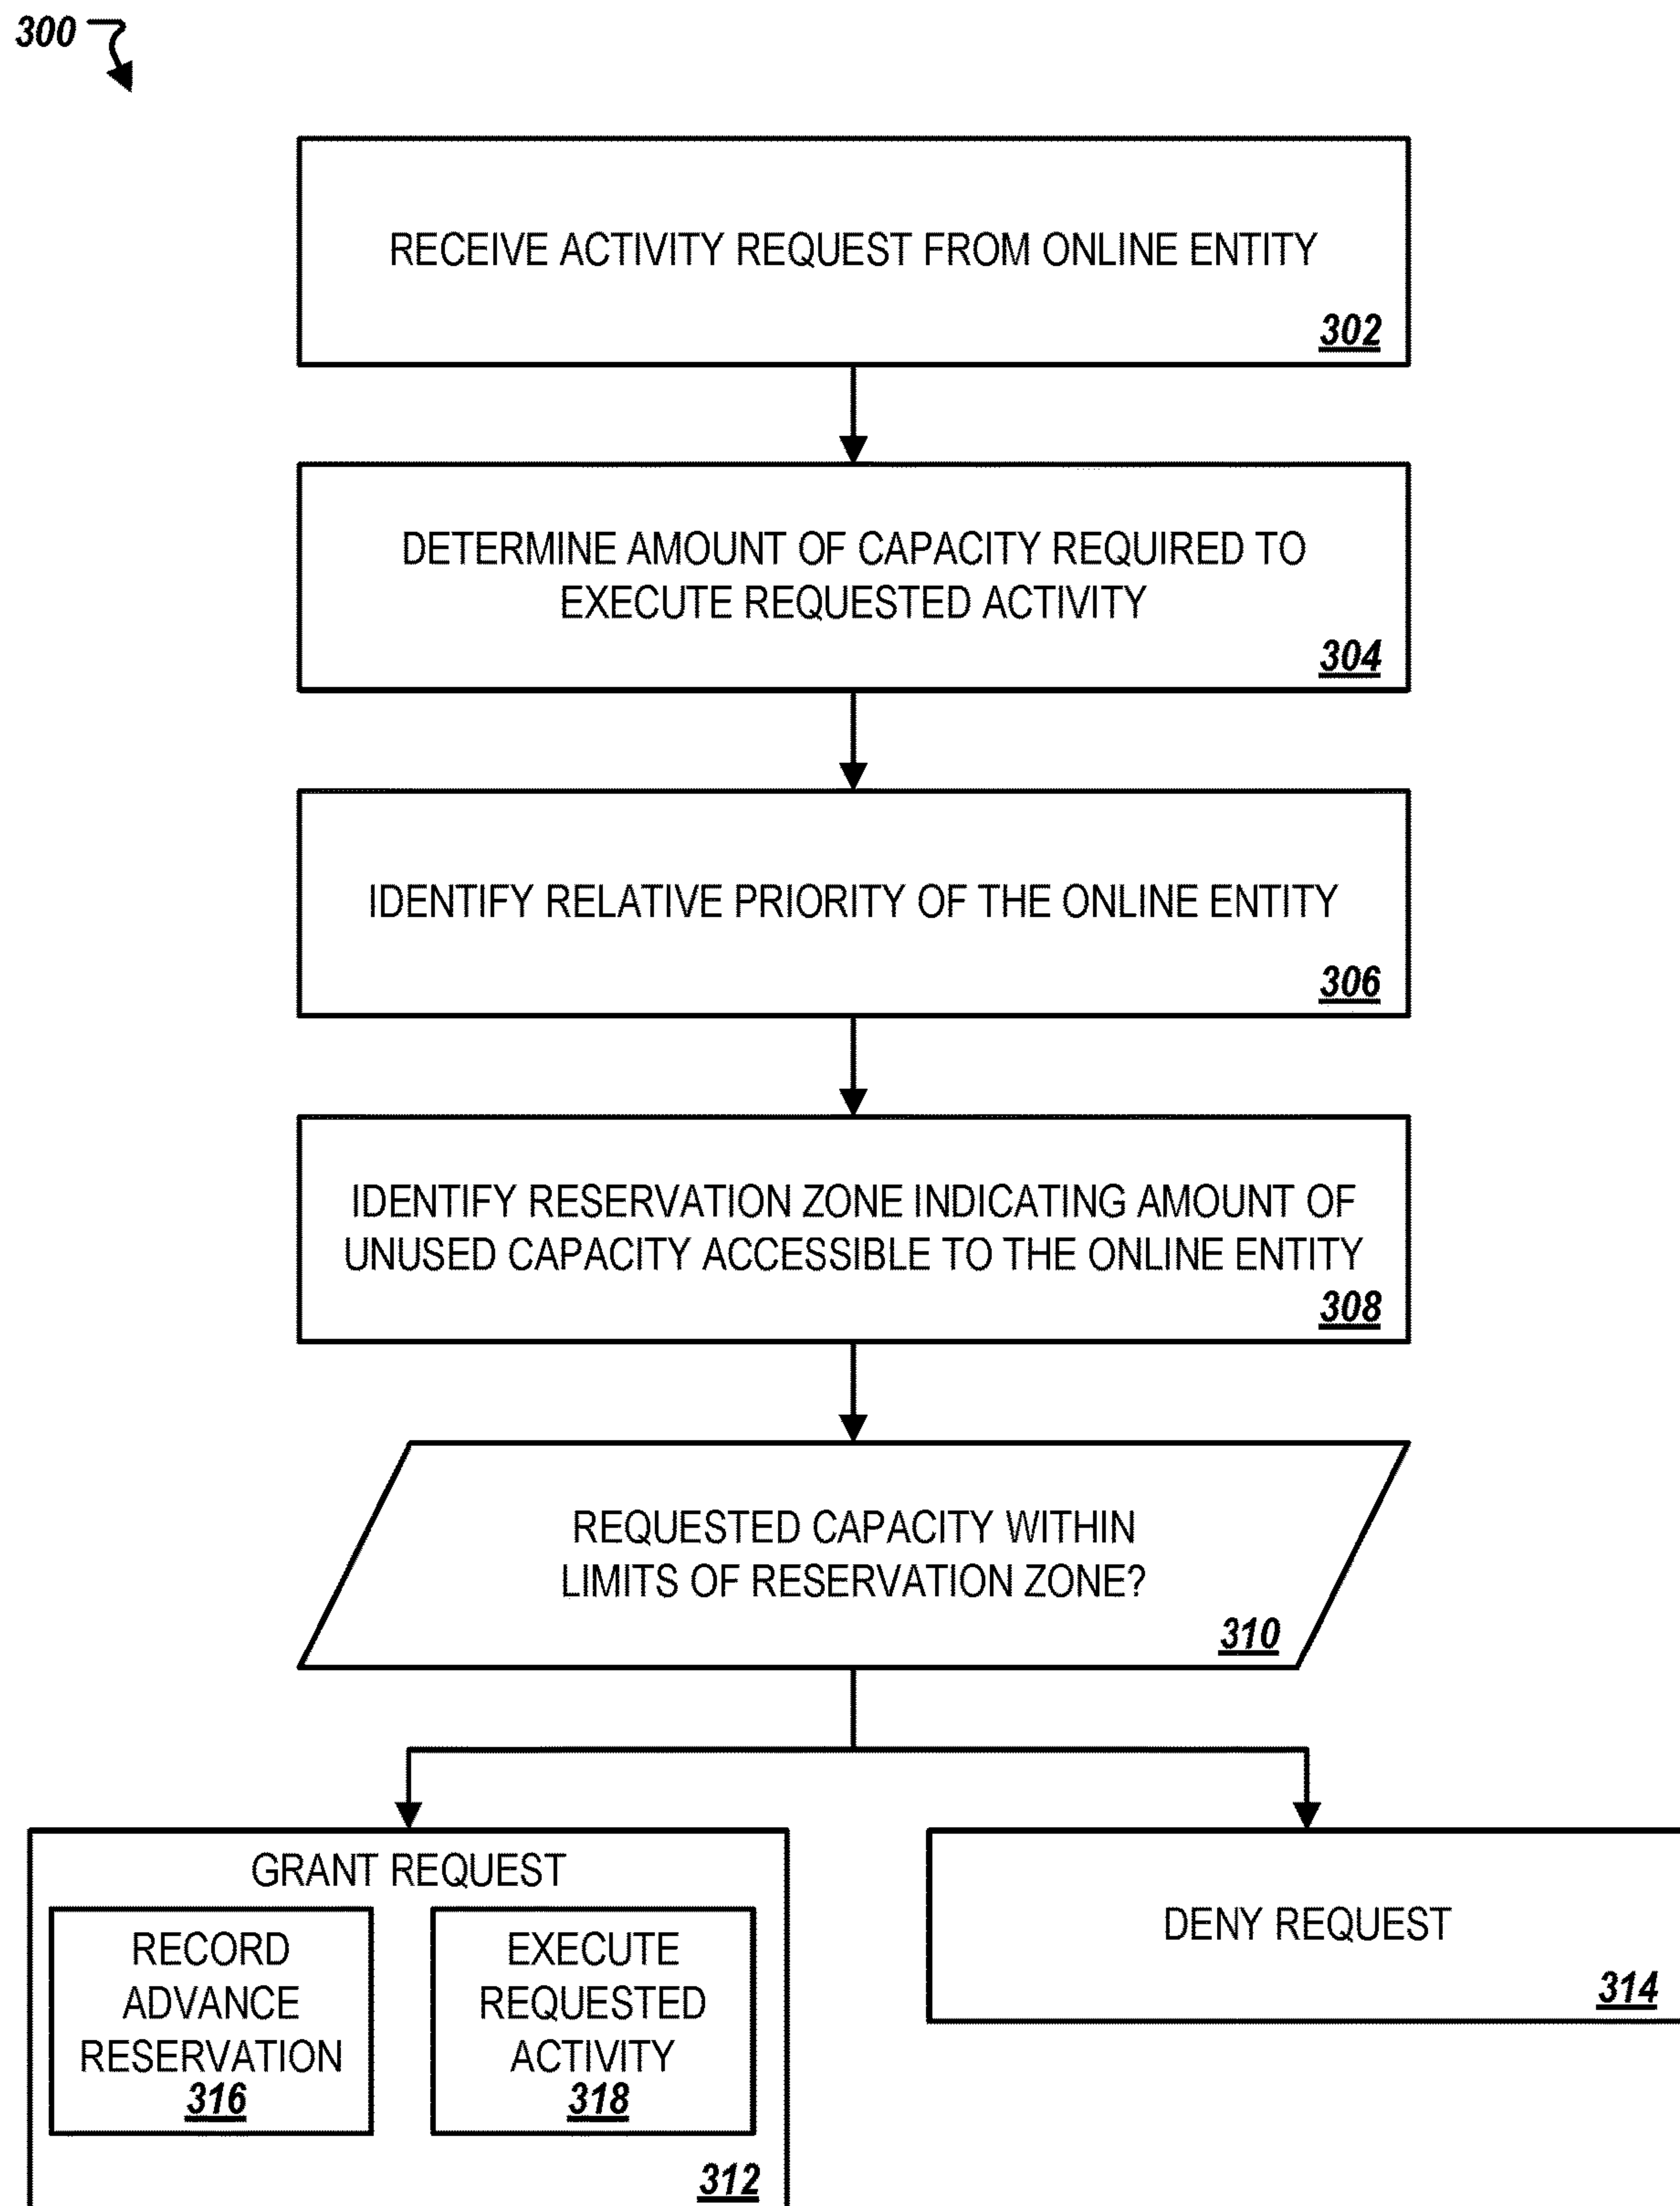 300
RECEIVE ACTIVITY REQUEST FROM ONLINE ENTITY
302
DETERMINE AMOUNT OF CAPACITY REQUIRED TO
EXECUTE REQUESTED ACTIVITY
304
IDENTIFY RELATIVE PRIORITY OF THE ONLINE ENTITY
306
IDENTIFY RESERVATION ZONE INDICATING AMOUNT OF
UNUSED CAPACITY ACCESSIBLE TO THE ONLINE ENTITY
308
REQUESTED CAPACITY WITHIN
LIMITS OF RESERVATION ZONE?
310
GRANT REQUEST
RECORD
ADVANCE
RESERVATION
316
EXECUTE
REQUESTED
ACTIVITY
318
312
DENY REQUEST
314